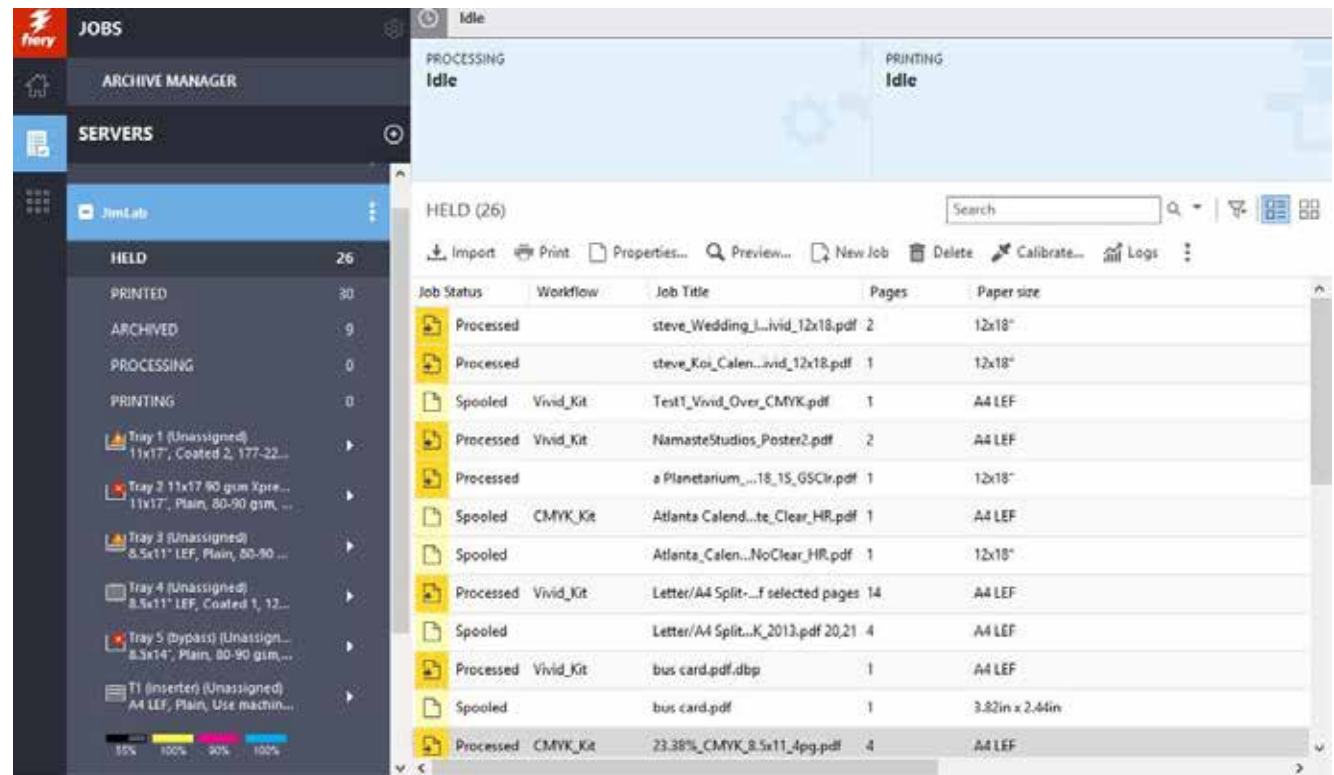 fiery
JOBS
ARCHIVE MANAGER
SERVERS
JimLab
HELD 26
PRINTED 30
ARCHIVED 9
PROCESSING 0
PRINTING 0
Tray 1 (Unassigned)
11x17", Coated 2, 177-22...
Tray 2 11x17 90 gsm Xpre...
11x17", Plain, 80-90 gsm, ...
Tray 3 (Unassigned)
8.5x11" LEF, Plain, 80-90 ...
Tray 4 (Unassigned)
8.5x11" LEF, Coated 1, 12...
Tray 5 (bypass) (Unassign...
8.5x14", Plain, 80-90 gsm,...
T1 (inserter) (Unassigned)
A4 LEF, Plain, Use machin...
55% 100% 90% 100%
Idle
PROCESSING
Idle
PRINTING
Idle
HELD (26)
Search
Import Print Properties... Preview... New Job Delete Calibrate... Logs
Job Status Workflow Job Title Pages Paper size
Processed steve_Wedding_I...ivid_12x18.pdf 2 12x18"
Processed steve_Koi_Calen...ivid_12x18.pdf 1 12x18"
Spooled Vivid_Kit Test1_Vivid_Over_CMYK.pdf 1 A4 LEF
Processed Vivid_Kit NamasteStudios_Poster2.pdf 2 A4 LEF
Processed a Planetarium_...18_1S_GSClr.pdf 1 12x18"
Spooled CMYK_Kit Atlanta Calend...te_Clear_HR.pdf 1 A4 LEF
Spooled Atlanta_Calen...NoClear_HR.pdf 1 12x18"
Processed Vivid_Kit Letter/A4 Split-...f selected pages 14 A4 LEF
Spooled Letter/A4 Split...K_2013.pdf 20,21 4 A4 LEF
Processed Vivid_Kit bus card.pdf.dbp 1 A4 LEF
Spooled bus card.pdf 1 3.82in x 2.44in
Processed CMYK_Kit 23.38%_CMYK_8.5x11_4pg.pdf 4 A4 LEF